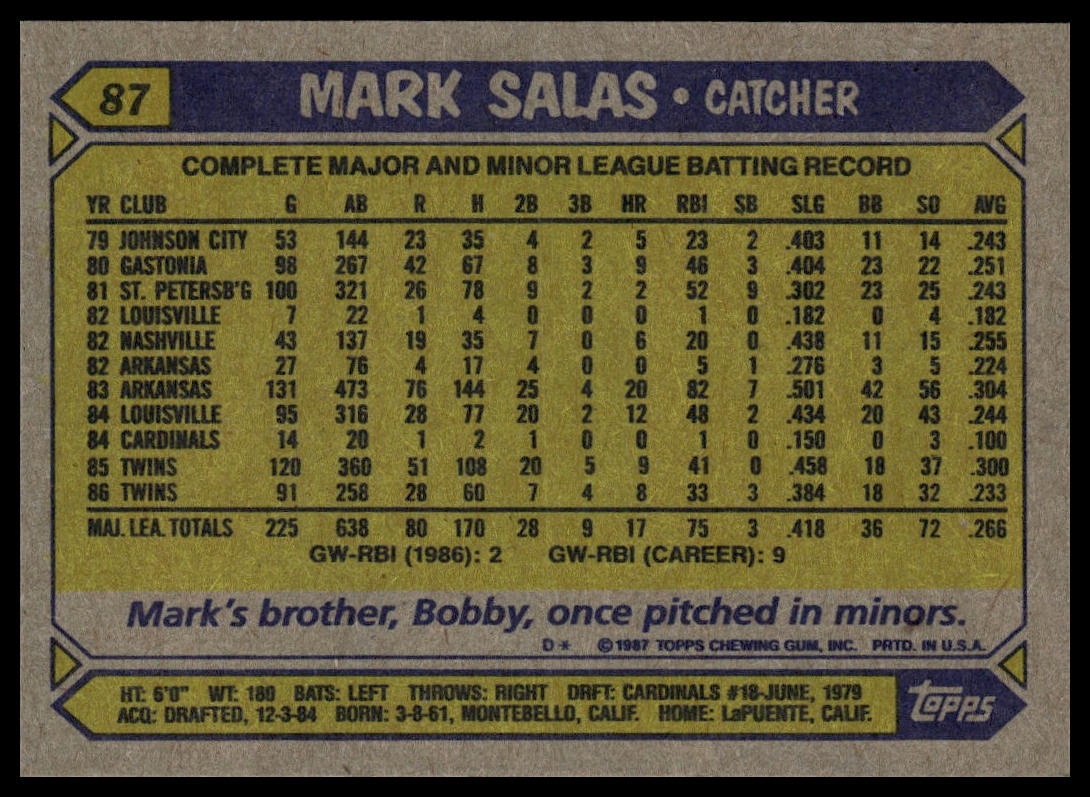 87 MARK SALAS • CATCHER
COMPLETE MAJOR AND MINOR LEAGUE BATTING RECORD
YR CLUB G AB R H 2B 3B HR RBI SB SLG BB SO AVG
79 JOHNSON CITY 53 144 23 35 4 2 5 23 2 .403 11 14 .243
80 GASTONIA 98 267 42 67 8 3 9 46 3 .404 23 22 .251
81 ST. PETERSB'G 100 321 26 78 9 2 2 52 9 .302 23 25 .243
82 LOUISVILLE 7 22 1 4 0 0 0 1 0 .182 0 4 .182
82 NASHVILLE 43 137 19 35 7 0 6 20 0 .438 11 15 .255
82 ARKANSAS 27 76 4 17 4 0 0 5 1 .276 3 5 .224
83 ARKANSAS 131 473 76 144 25 4 20 82 7 .501 42 56 .304
84 LOUISVILLE 95 316 28 77 20 2 12 48 2 .434 20 43 .244
84 CARDINALS 14 20 1 2 1 0 0 1 0 .150 0 3 .100
85 TWINS 120 360 51 108 20 5 9 41 0 .458 18 37 .300
86 TWINS 91 258 28 60 7 4 8 33 3 .384 18 32 .233
MAJ. LEA. TOTALS 225 638 80 170 28 9 17 75 3 .418 36 72 .266
GW-RBI (1986): 2 GW-RBI (CAREER): 9
Mark's brother, Bobby, once pitched in minors.
D* © 1987 TOPPS CHEWING GUM, INC. PRTD. IN U.S.A.
HT: 6'0" WT: 180 BATS: LEFT THROWS: RIGHT DRFT: CARDINALS #18-JUNE, 1979
ACQ: DRAFTED, 12-3-84 BORN: 3-8-61, MONTEBELLO, CALIF. HOME: LaPUENTE, CALIF.
topps